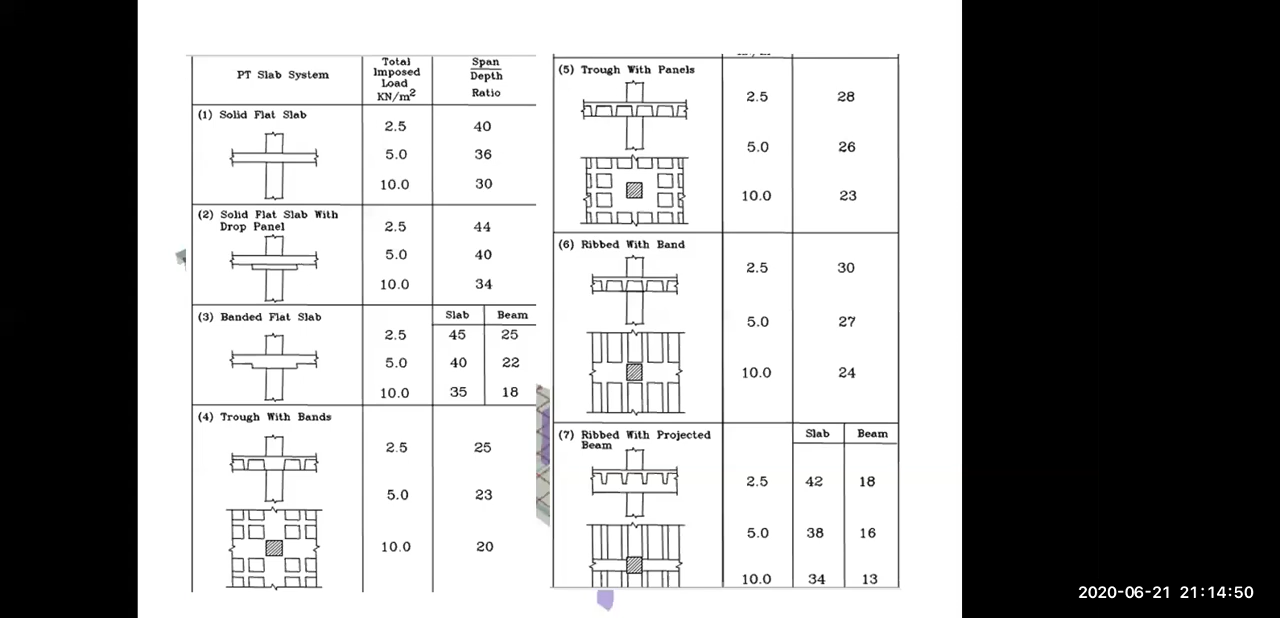 PT Slab System
Total
Imposed
Load
KN/m²
Span
Depth
Ratio
(1) Solid Flat Slab
2.5 40
5.0 36
10.0 30
(2) Solid Flat Slab With
Drop Panel
2.5 44
5.0 40
10.0 34
(3) Banded Flat Slab
Slab Beam
2.5 45 25
5.0 40 22
10.0 35 18
(4) Trough With Bands
2.5 25
5.0 23
10.0 20
(5) Trough With Panels
2.5 28
5.0 26
10.0 23
(6) Ribbed With Band
2.5 30
5.0 27
10.0 24
(7) Ribbed With Projected
Beam
Slab Beam
2.5 42 18
5.0 38 16
10.0 34 13
2020-06-21 21:14:50